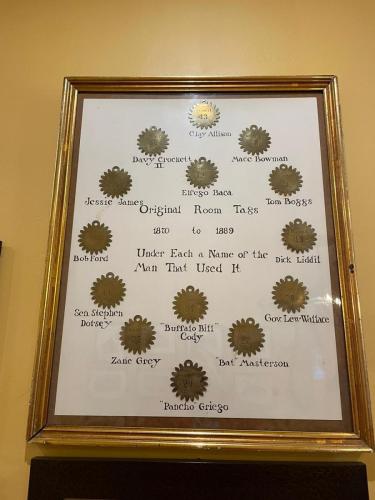 43
Clay Allison
Davy Crockett
II
Mace Bowman
Jessie James
Elfego Baca
Tom Boggs
Original Room Tags
1870 to 1889
Bob Ford
Dick Liddil
Under Each a Name of the
Man That Used It
Sen Stephen
Dorsey
"Buffalo Bill"
Cody
Gov. Lew Wallace
Zane Grey
"Bat" Masterson
"Pancho Griego